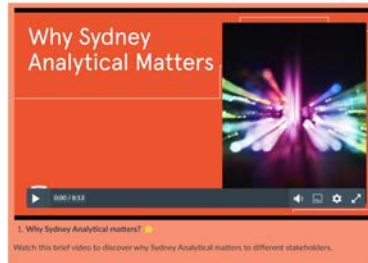 Why Sydney
Analytical Matters
0:00 / 8:13
1. Why Sydney Analytical matters?
Watch this brief video to discover why Sydney Analytical matters to different stakeholders.